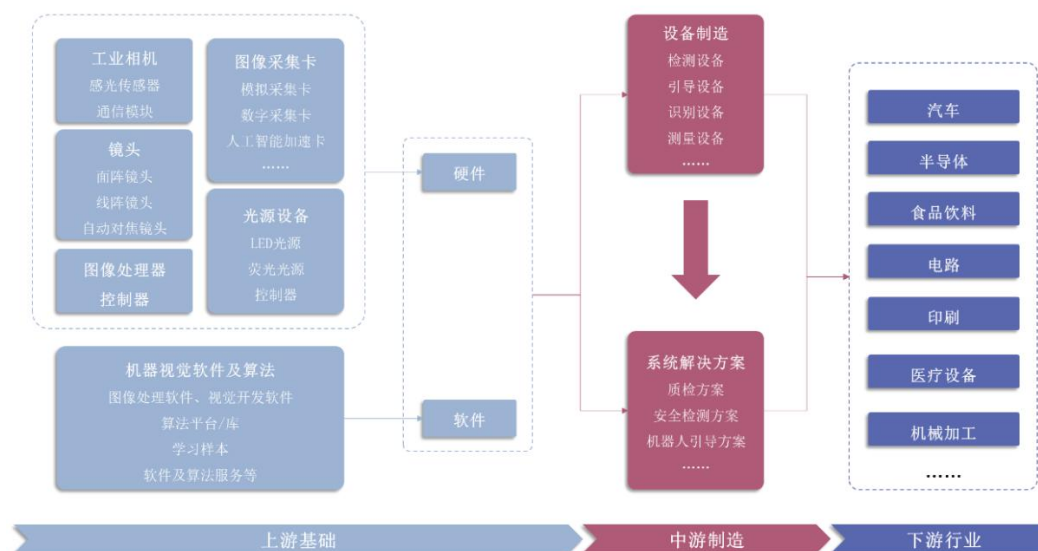 工业相机
感光传感器
通信模块
镜头
面阵镜头
线阵镜头
自动对焦镜头
图像处理器
控制器
图像采集卡
模拟采集卡
数字采集卡
人工智能加速卡
……
光源设备
LED光源
荧光光源
控制器
机器视觉软件及算法
图像处理软件、视觉开发软件
算法平台/库
学习样本
软件及算法服务等
硬件
软件
设备制造
检测设备
引导设备
识别设备
测量设备
……
系统解决方案
质检方案
安全检测方案
机器人引导方案
……
汽车
半导体
食品饮料
电路
印刷
医疗设备
机械加工
……
上游基础
中游制造
下游行业